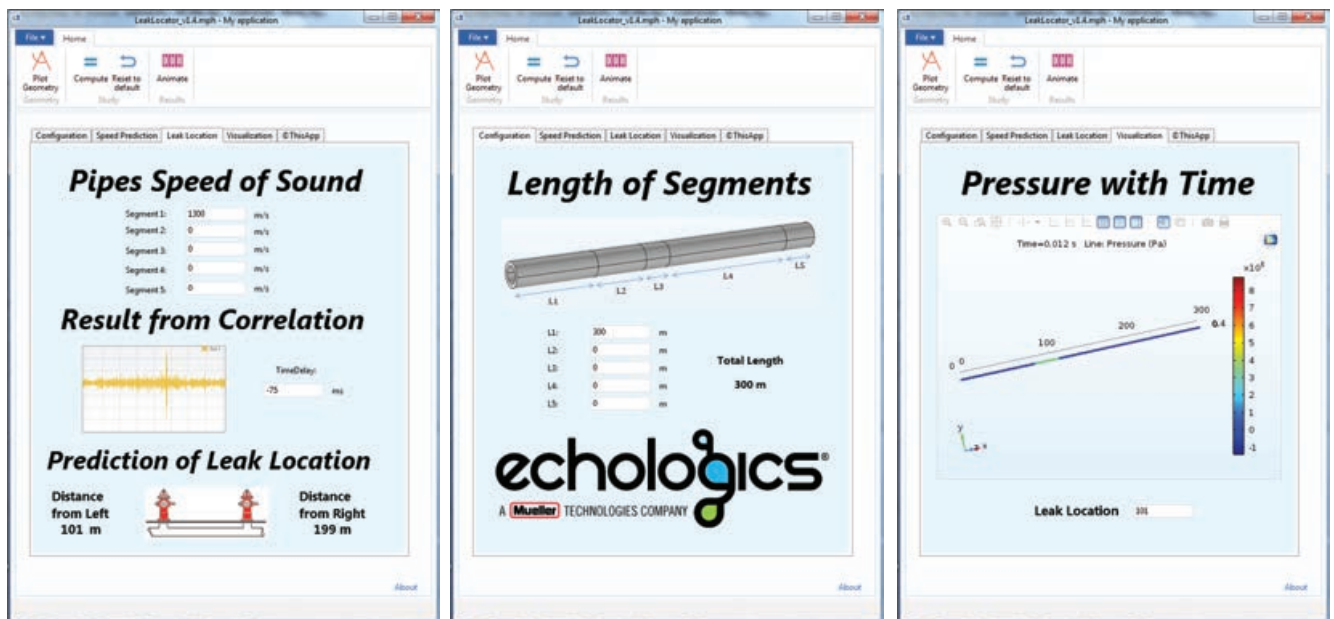 LeakLocator_v1.4.mph - My application
File Home
Plot Geometry
Compute
Reset to default
Animate
Geometry
Study
Results
Configuration Speed Prediction Leak Location Visualization ©ThisApp
Pipes Speed of Sound
Segment 1: 1300 m/s
Segment 2: 0 m/s
Segment 3: 0 m/s
Segment 4: 0 m/s
Segment 5: 0 m/s
Result from Correlation
TimeDelay:
-75 ms
Prediction of Leak Location
Distance
from Left
101 m
Distance
from Right
199 m
About
LeakLocator_v1.4.mph - My application
File Home
Plot Geometry
Compute
Reset to default
Animate
Geometry
Study
Results
Configuration Speed Prediction Leak Location Visualization ©ThisApp
Length of Segments
L1 L2 L3 L4 L5
L1: 300 m
L2: 0 m
L3: 0 m
L4: 0 m
L5: 0 m
Total Length
300 m
echologics®
A Mueller TECHNOLOGIES COMPANY
About
LeakLocator_v1.4.mph - My application
File Home
Plot Geometry
Compute
Reset to default
Animate
Geometry
Study
Results
Configuration Speed Prediction Leak Location Visualization ©ThisApp
Pressure with Time
Time=0.012 s Line: Pressure (Pa)
8
7
6
5
4
3
2
1
0
-1
300
200
100
0
0
y
x
Leak Location 101
About